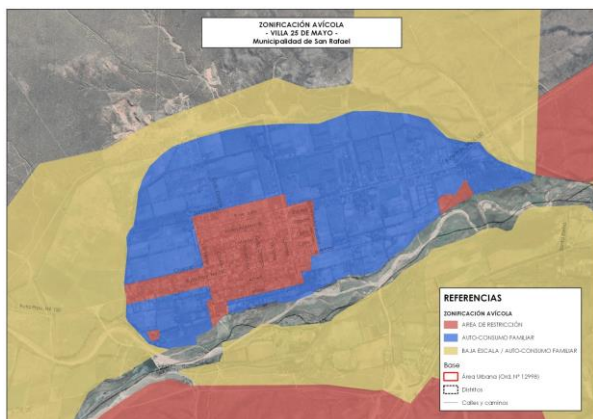 ZONIFICACIÓN AVÍCOLA
- VILLA 25 DE MAYO -
Municipalidad de San Rafael
REFERENCIAS
ZONIFICACIÓN AVÍCOLA
AREA DE RESTRICCIÓN
AUTO-CONSUMO FAMILIAR
BAJA ESCALA / AUTO-CONSUMO FAMILIAR
Base
Área Urbana (Ord. N° 12998)
Distritos
Calles y caminos